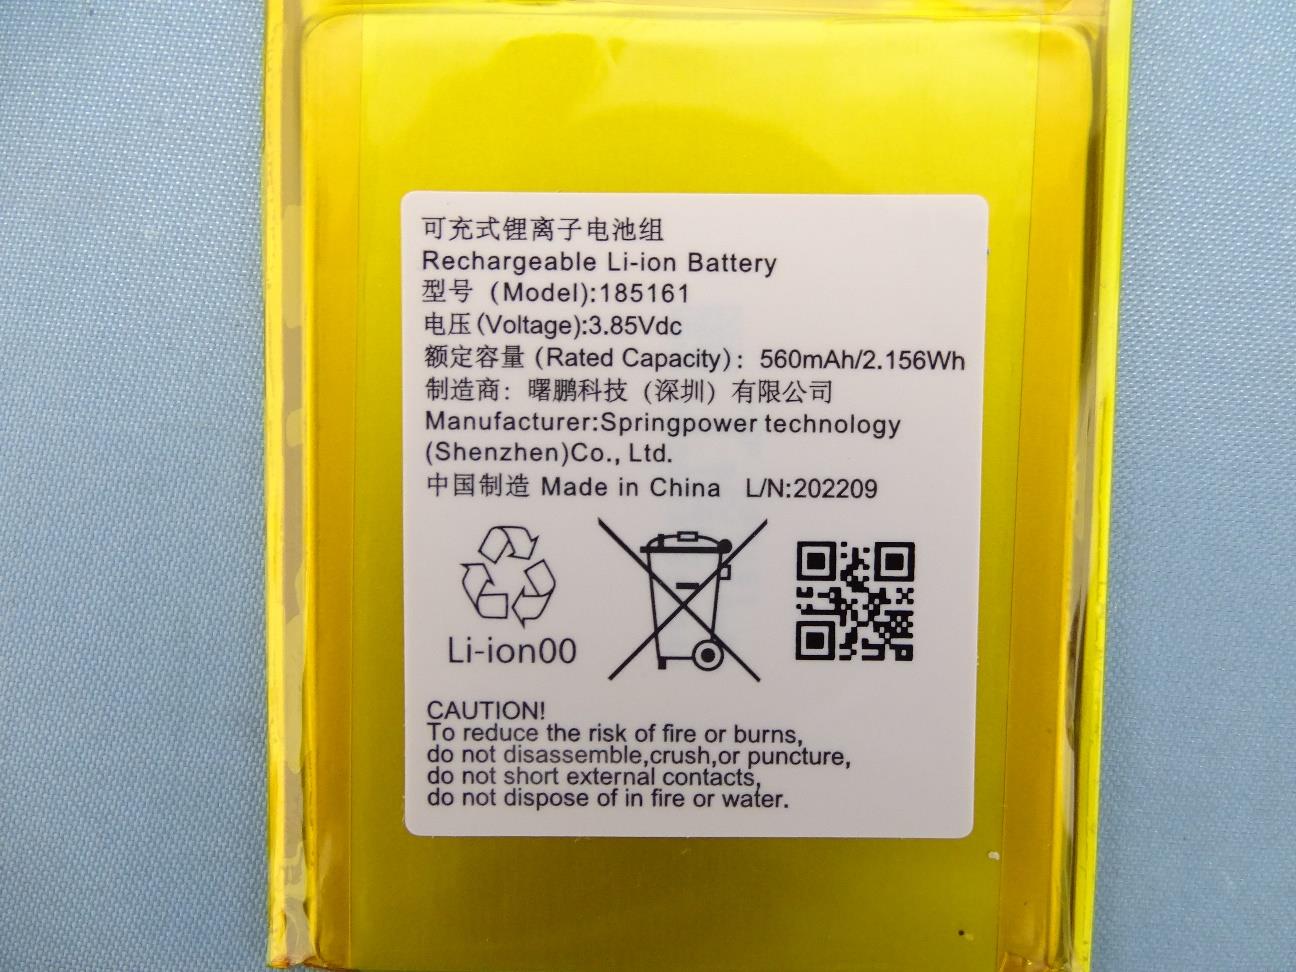 可充式锂离子电池组
Rechargeable Li-ion Battery
型号 (Model):185161
电压(Voltage):3.85Vdc
额定容量 (Rated Capacity): 560mAh/2.156Wh
制造商: 曙鹏科技 (深圳) 有限公司
Manufacturer:Springpower technology
(Shenzhen)Co., Ltd.
中国制造 Made in China L/N:202209
Li-ion00
CAUTION!
To reduce the risk of fire or burns,
do not disassemble,crush,or puncture,
do not short external contacts,
do not dispose of in fire or water.